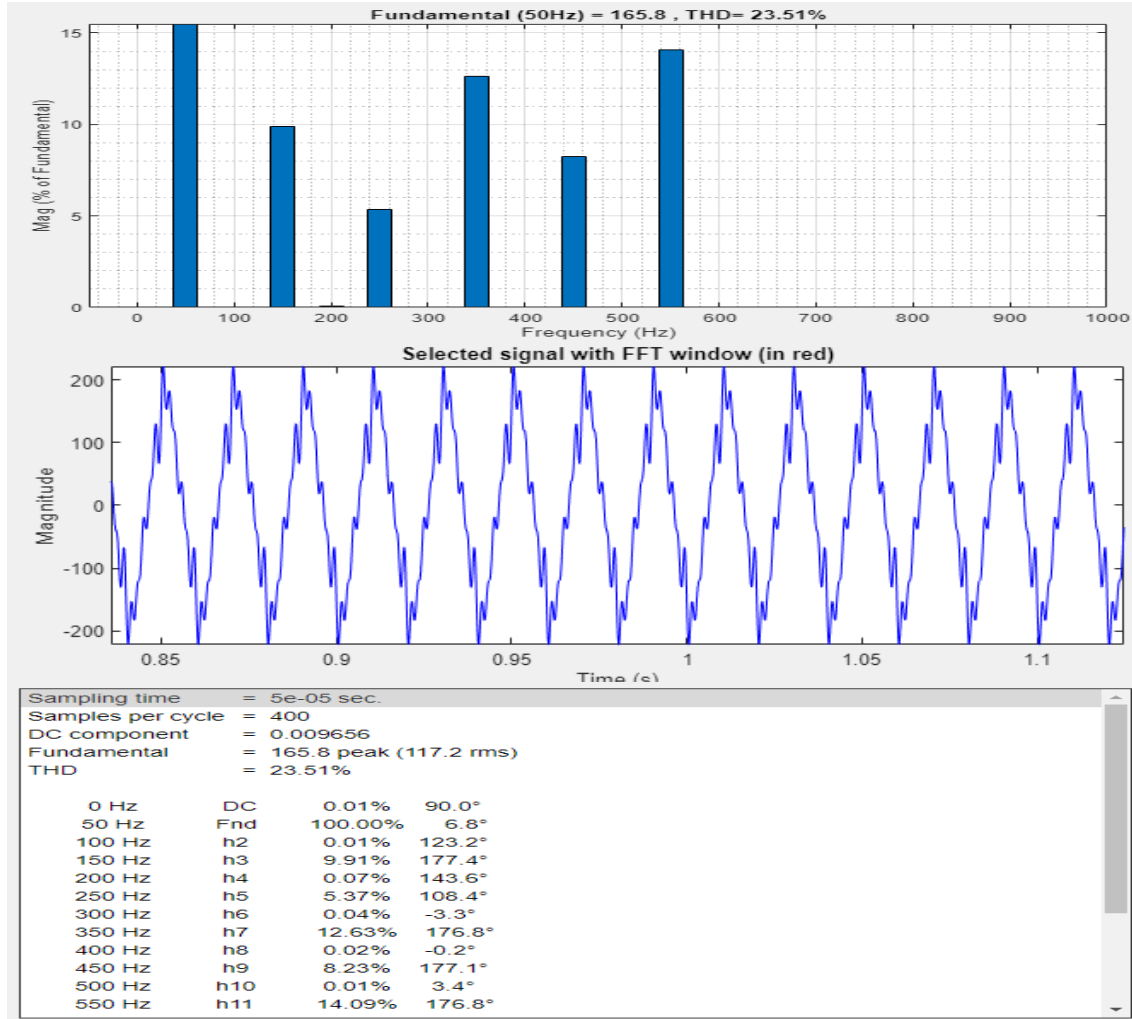 Fundamental (50Hz) = 165.8 , THD= 23.51%
Mag (% of Fundamental)
15
10
5
0
0 100 200 300 400 500 600 700 800 900 1000
Frequency (Hz)
Selected signal with FFT window (in red)
Magnitude
200
100
0
-100
-200
0.85 0.9 0.95 1 1.05 1.1
Time (s)
Sampling time = 5e-05 sec.
Samples per cycle = 400
DC component = 0.009656
Fundamental = 165.8 peak (117.2 rms)
THD = 23.51%
0 Hz DC 0.01% 90.0°
50 Hz Fnd 100.00% 6.8°
100 Hz h2 0.01% 123.2°
150 Hz h3 9.91% 177.4°
200 Hz h4 0.07% 143.6°
250 Hz h5 5.37% 108.4°
300 Hz h6 0.04% -3.3°
350 Hz h7 12.63% 176.8°
400 Hz h8 0.02% -0.2°
450 Hz h9 8.23% 177.1°
500 Hz h10 0.01% 3.4°
550 Hz h11 14.09% 176.8°